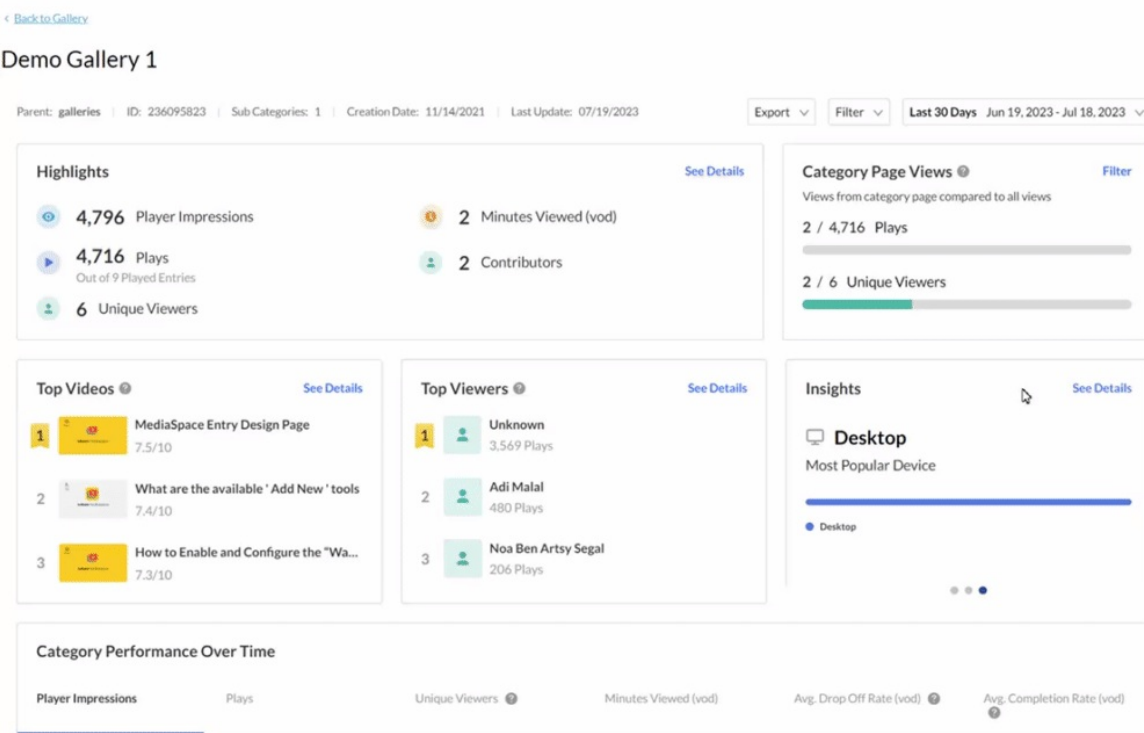 ‹ Back to Gallery
Demo Gallery 1
Parent: galleries | ID: 236095823 | Sub Categories: 1 | Creation Date: 11/14/2021 | Last Update: 07/19/2023
Export
Filter
Last 30 Days Jun 19, 2023 - Jul 18, 2023
Highlights
See Details
4,796 Player Impressions
4,716 Plays
Out of 9 Played Entries
6 Unique Viewers
2 Minutes Viewed (vod)
2 Contributors
Category Page Views
Filter
Views from category page compared to all views
2 / 4,716 Plays
2 / 6 Unique Viewers
Top Videos
See Details
1
MediaSpace Entry Design Page
7.5/10
2
What are the available ' Add New ' tools
7.4/10
3
How to Enable and Configure the "Wa...
7.3/10
Top Viewers
See Details
1
Unknown
3,569 Plays
2
Adi Malal
480 Plays
3
Noa Ben Artsy Segal
206 Plays
Insights
See Details
Desktop
Most Popular Device
Desktop
Category Performance Over Time
Player Impressions
Plays
Unique Viewers
Minutes Viewed (vod)
Avg. Drop Off Rate (vod)
Avg. Completion Rate (vod)